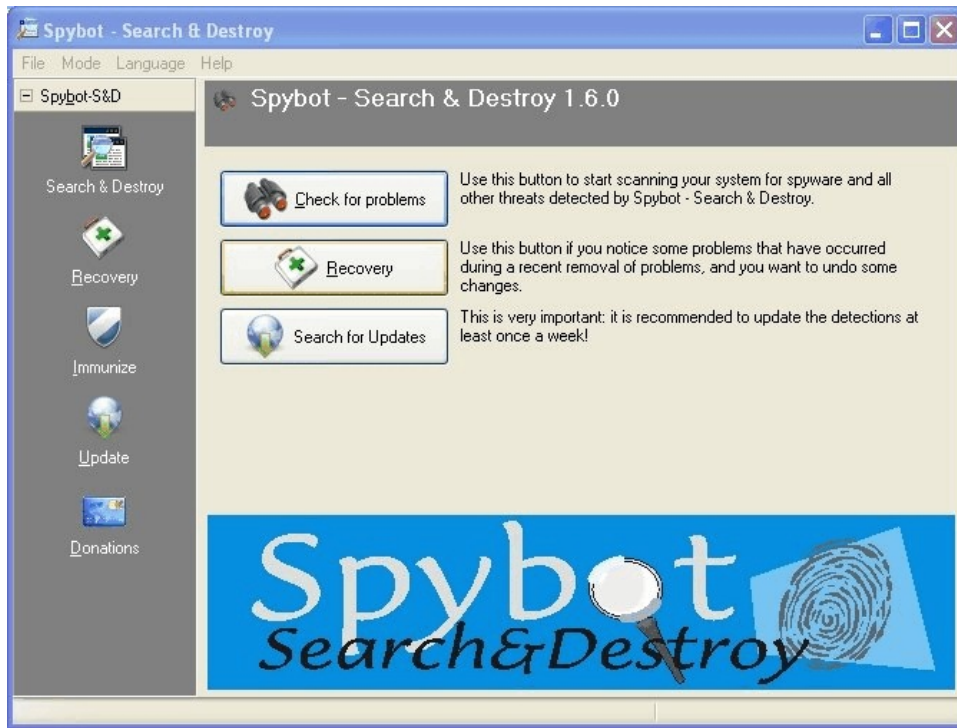 Spybot - Search & Destroy
File Mode Language Help
Spybot-S&D
Search & Destroy
Recovery
Immunize
Update
Donations
Spybot - Search & Destroy 1.6.0
Check for problems
Use this button to start scanning your system for spyware and all
other threats detected by Spybot - Search & Destroy.
Recovery
Use this button if you notice some problems that have occurred
during a recent removal of problems, and you want to undo some
changes.
Search for Updates
This is very important: it is recommended to update the detections at
least once a week!
Spybot
Search&Destroy